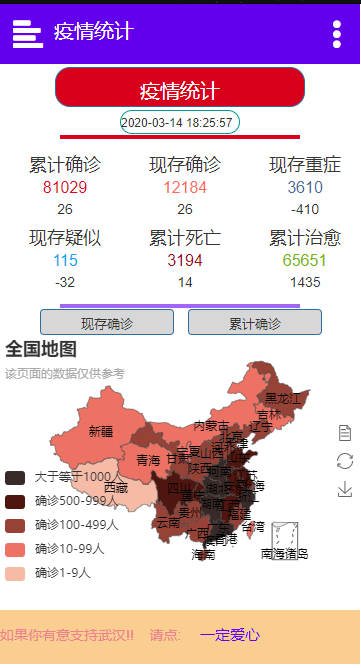 疫情统计
疫情统计
2020-03-14 18:25:57
累计确诊 现存确诊 现存重症
81029 12184 3610
26 26 -410
现存疑似 累计死亡 累计治愈
115 3194 65651
-32 14 1435
现存确诊 累计确诊
全国地图
该页面的数据仅供参考
黑龙江
吉林
内蒙古 辽宁
新疆
青海 甘肃 宁夏 山西
陕西 河南
西藏 四川
云南 贵州 福建
台湾
海南 南海诸岛
大于等于1000人
确诊500-999人
确诊100-499人
确诊10-99人
确诊1-9人
如果你有意支持武汉!! 请点: 一定爱心